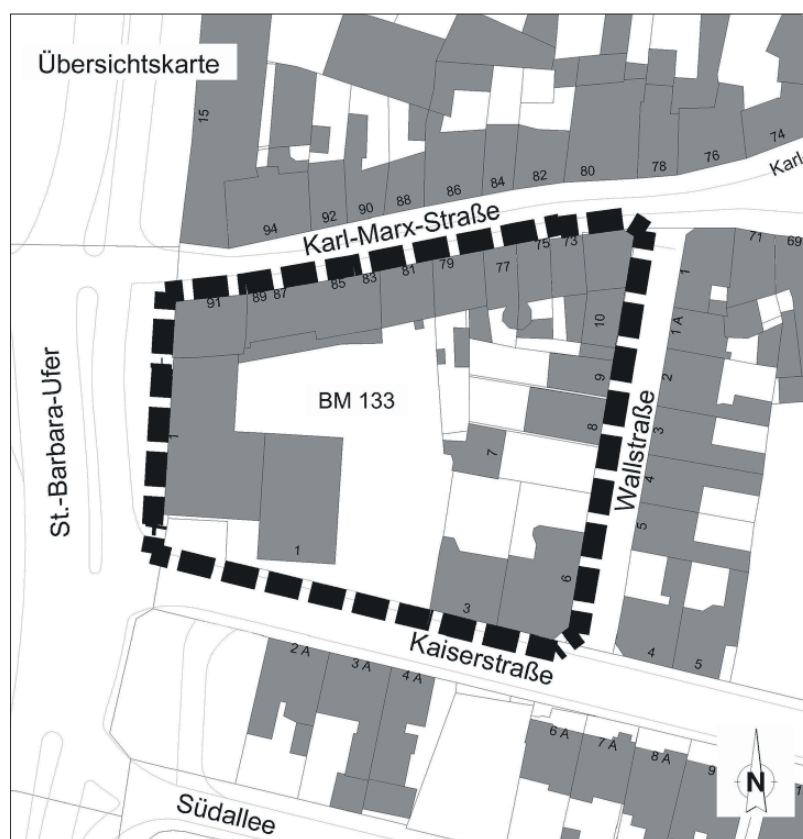 Übersichtskarte
15
74
76
78
80
82
84
86
88
90
92
94
Karl-
Karl-Marx-Straße
69
71
73
75
77
79
81
83
85
87
89
91
1
1 A
10
2
9
BM 133
8
3
7
Wallstraße
4
1
St.-Barbara-Ufer
5
1
6
3
Kaiserstraße
4
5
2 A
3 A
4 A
6 A
7 A
8 A
9
1
N
Südallee